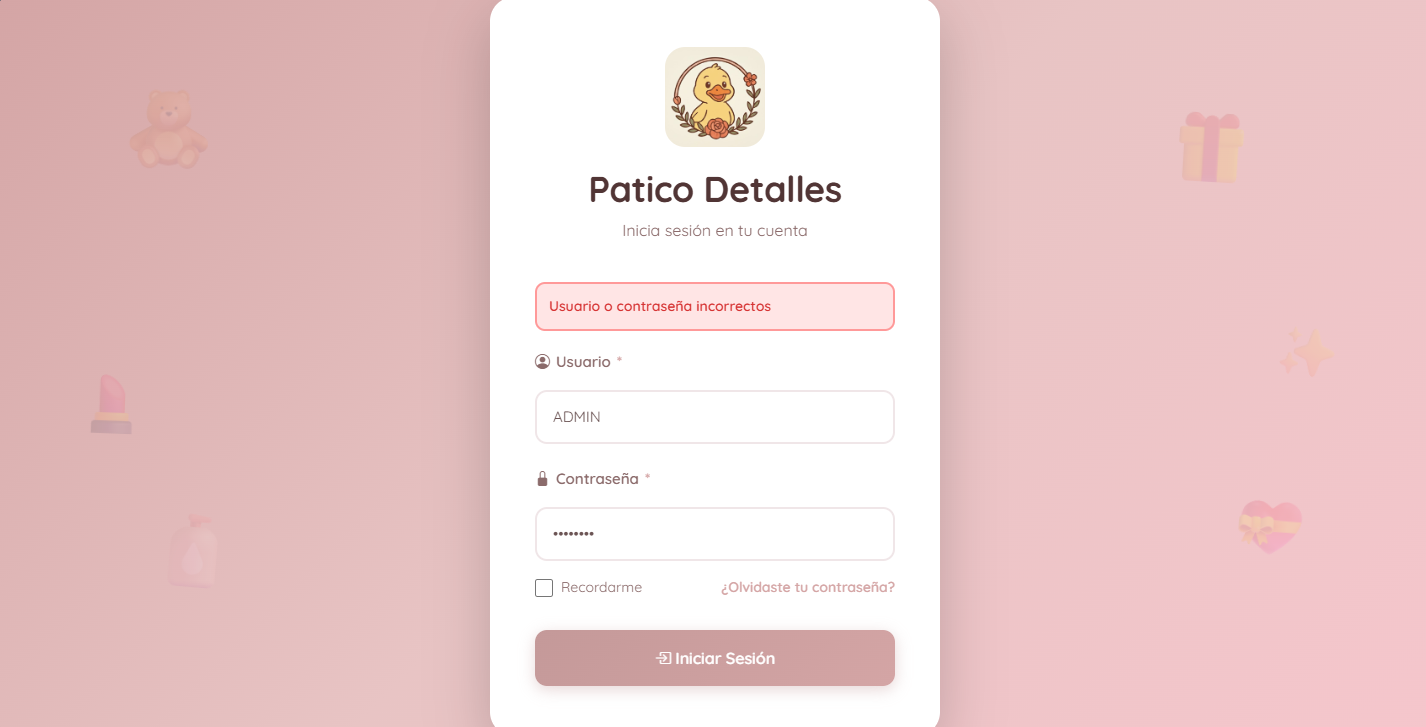 Patico Detalles
Inicia sesión en tu cuenta
Usuario o contraseña incorrectos
Usuario *
ADMIN
Contraseña *
••••••••
Recordarme
¿Olvidaste tu contraseña?
Iniciar Sesión